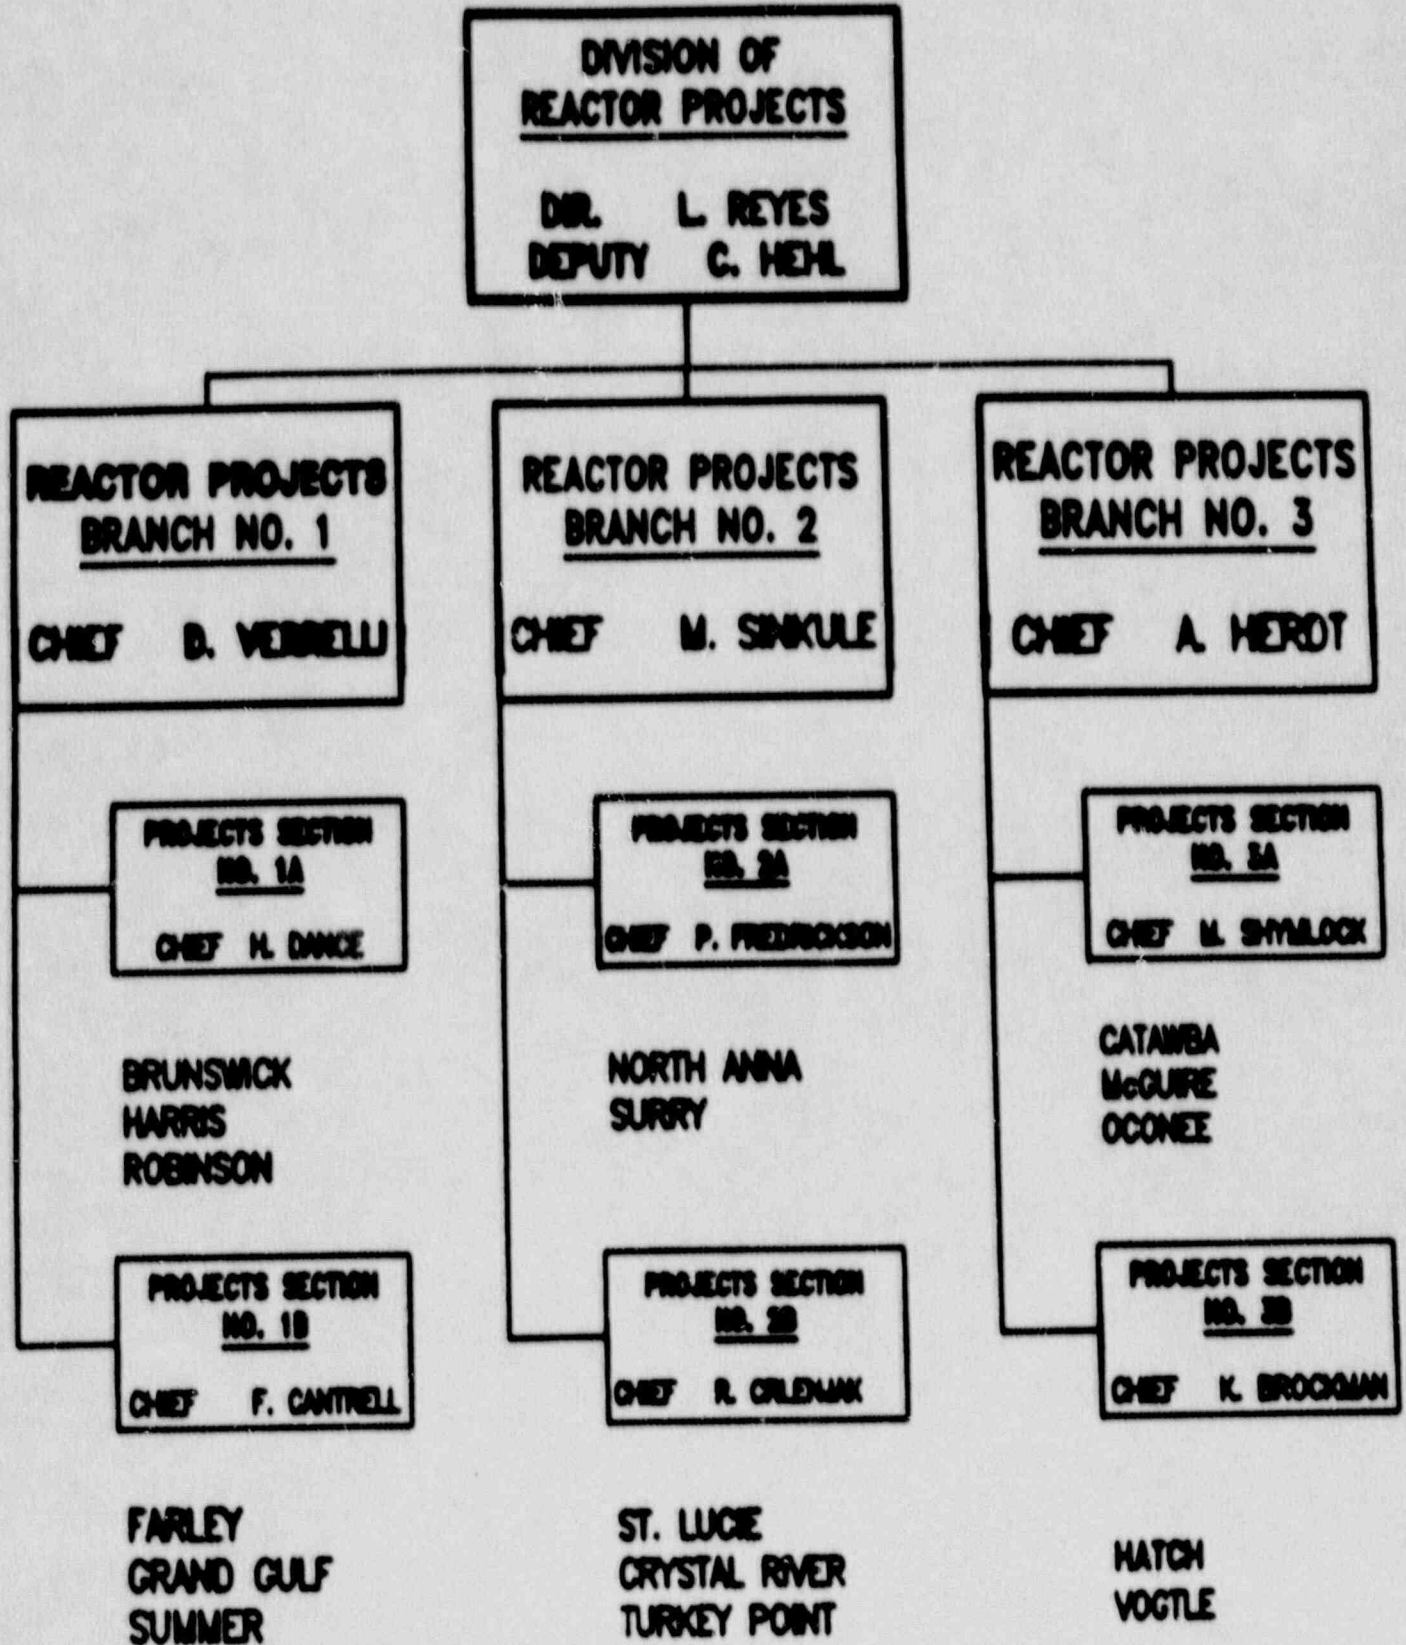 DIVISION OF
REACTOR PROJECTS
DIR. L. REYES
DEPUTY C. HEHL
REACTOR PROJECTS
BRANCH NO. 1
CHIEF D. VERRELLI
REACTOR PROJECTS
BRANCH NO. 2
CHIEF M. SINKULE
REACTOR PROJECTS
BRANCH NO. 3
CHIEF A. HERDT
PROJECTS SECTION
NO. 1A
CHIEF H. DANCE
BRUNSWICK
HARRIS
ROBINSON
PROJECTS SECTION
NO. 1B
CHIEF F. CANTRELL
FARLEY
GRAND GULF
SUMMER
PROJECTS SECTION
NO. 2A
CHIEF P. FREDRICKSON
NORTH ANNA
SURRY
PROJECTS SECTION
NO. 2B
CHIEF R. CRLENJAK
ST. LUCIE
CRYSTAL RIVER
TURKEY POINT
PROJECTS SECTION
NO. 3A
CHIEF M. SHYMLOCK
CATAWBA
McGUIRE
OCONEE
PROJECTS SECTION
NO. 3B
CHIEF K. BROCKMAN
HATCH
VOGTLE